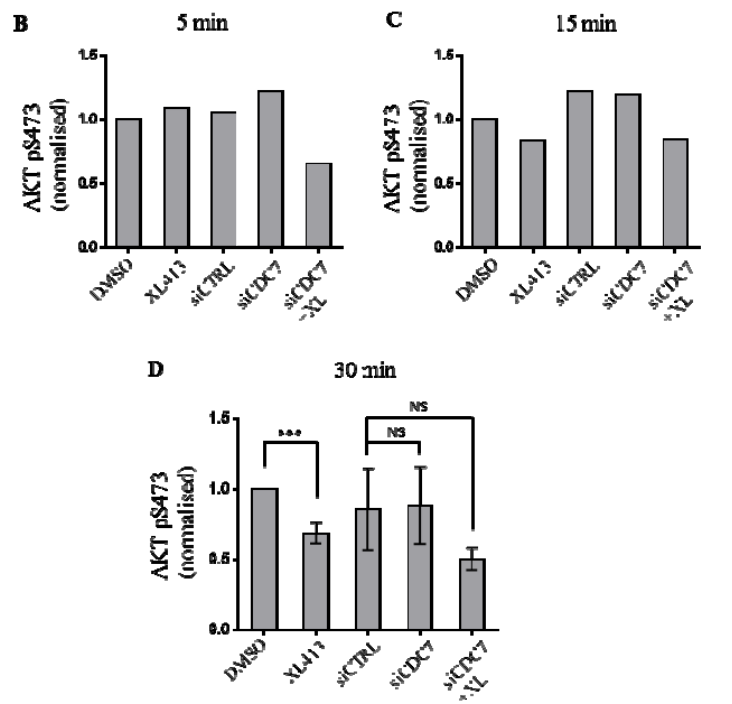 B
5 min
AKT pS473
(normalised)
1.5
1.0
0.5
0.0
DMSO
XL413
siCTRL
siCDC7
siCDC7
+XL
C
15 min
AKT pS473
(normalised)
1.5
1.0
0.5
0.0
DMSO
XL413
siCTRL
siCDC7
siCDC7
+XL
D
30 min
AKT pS473
(normalised)
1.5
1.0
0.5
0.0
***
NS
NS
DMSO
XL413
siCTRL
siCDC7
siCDC7
+XL